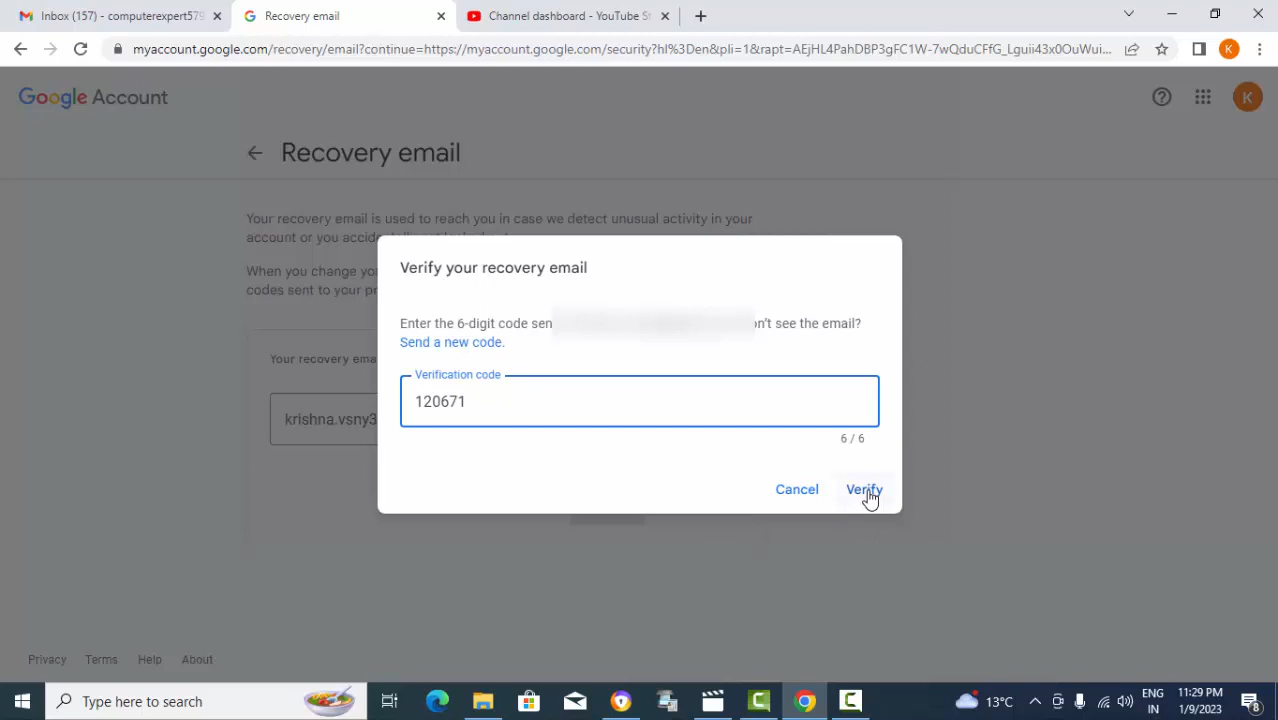 Inbox (157) - computerexpert579
Recovery email
Channel dashboard - YouTube St
myaccount.google.com/recovery/email?continue=https://myaccount.google.com/security?hl%3Den&pli=1&rapt=AEjHL4PahDBP3gFC1W-7wQduCFfG_Lguii43x0OuWui...
K
Google Account
K
Recovery email
Your recovery email is used to reach you in case we detect unusual activity in your
account or you
When you change you
codes sent to your
Verify your recovery email
Enter the 6-digit code sen on't see the email?
Send a new code.
Your recovery ema
Verification code
120671
krishna.vsny3
6 / 6
Cancel Verify
Privacy Terms Help About
Type here to search
13°C
ENG
IN
11:29 PM
1/9/2023
8